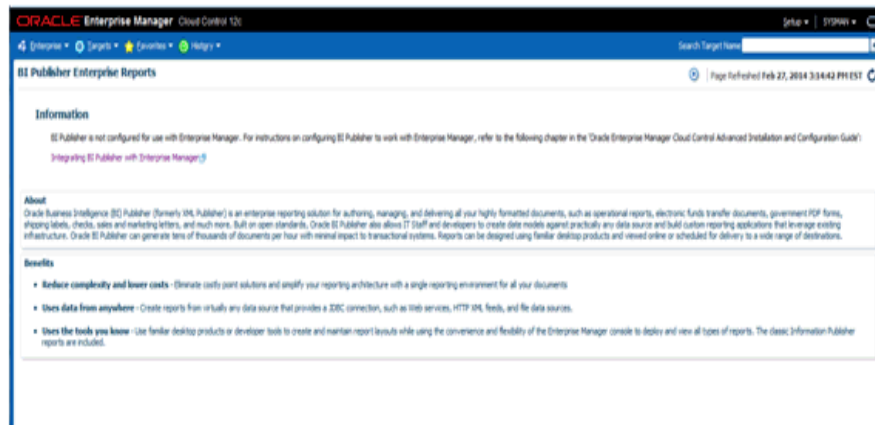 ORACLE Enterprise Manager Cloud Control 12c
Setup SYSMAN
Enterprise Targets Favorites History
Search Target Name
BI Publisher Enterprise Reports
Page Refreshed Feb 27, 2014 3:14:42 PM EST
Information
BI Publisher is not configured for use with Enterprise Manager. For instructions on configuring BI Publisher to work with Enterprise Manager, refer to the following chapter in the 'Oracle Enterprise Manager Cloud Control Advanced Installation and Configuration Guide':
Integrating BI Publisher with Enterprise Manager
About
Oracle Business Intelligence (BI) Publisher (formerly XML Publisher) is an enterprise reporting solution for authoring, managing, and delivering all your highly formatted documents, such as operational reports, electronic funds transfer documents, government PDF forms,
shipping labels, checks, sales and marketing letters, and much more. Built on open standards, Oracle BI Publisher also allows IT Staff and developers to create data models against practically any data source and build custom reporting applications that leverage existing
infrastructure. Oracle BI Publisher can generate tens of thousands of documents per hour with minimal impact to transactional systems. Reports can be designed using familiar desktop products and viewed online or scheduled for delivery to a wide range of destinations.
Benefits
• Reduce complexity and lower costs - Eliminate costly point solutions and simplify your reporting architecture with a single reporting environment for all your documents
• Uses data from anywhere - Create reports from virtually any data source that provides a JDBC connection, such as Web services, HTTP XML feeds, and file data sources.
• Uses the tools you know - Use familiar desktop products or developer tools to create and maintain report layouts while using the convenience and flexibility of the Enterprise Manager console to deploy and view all types of reports. The classic Information Publisher
reports are included.